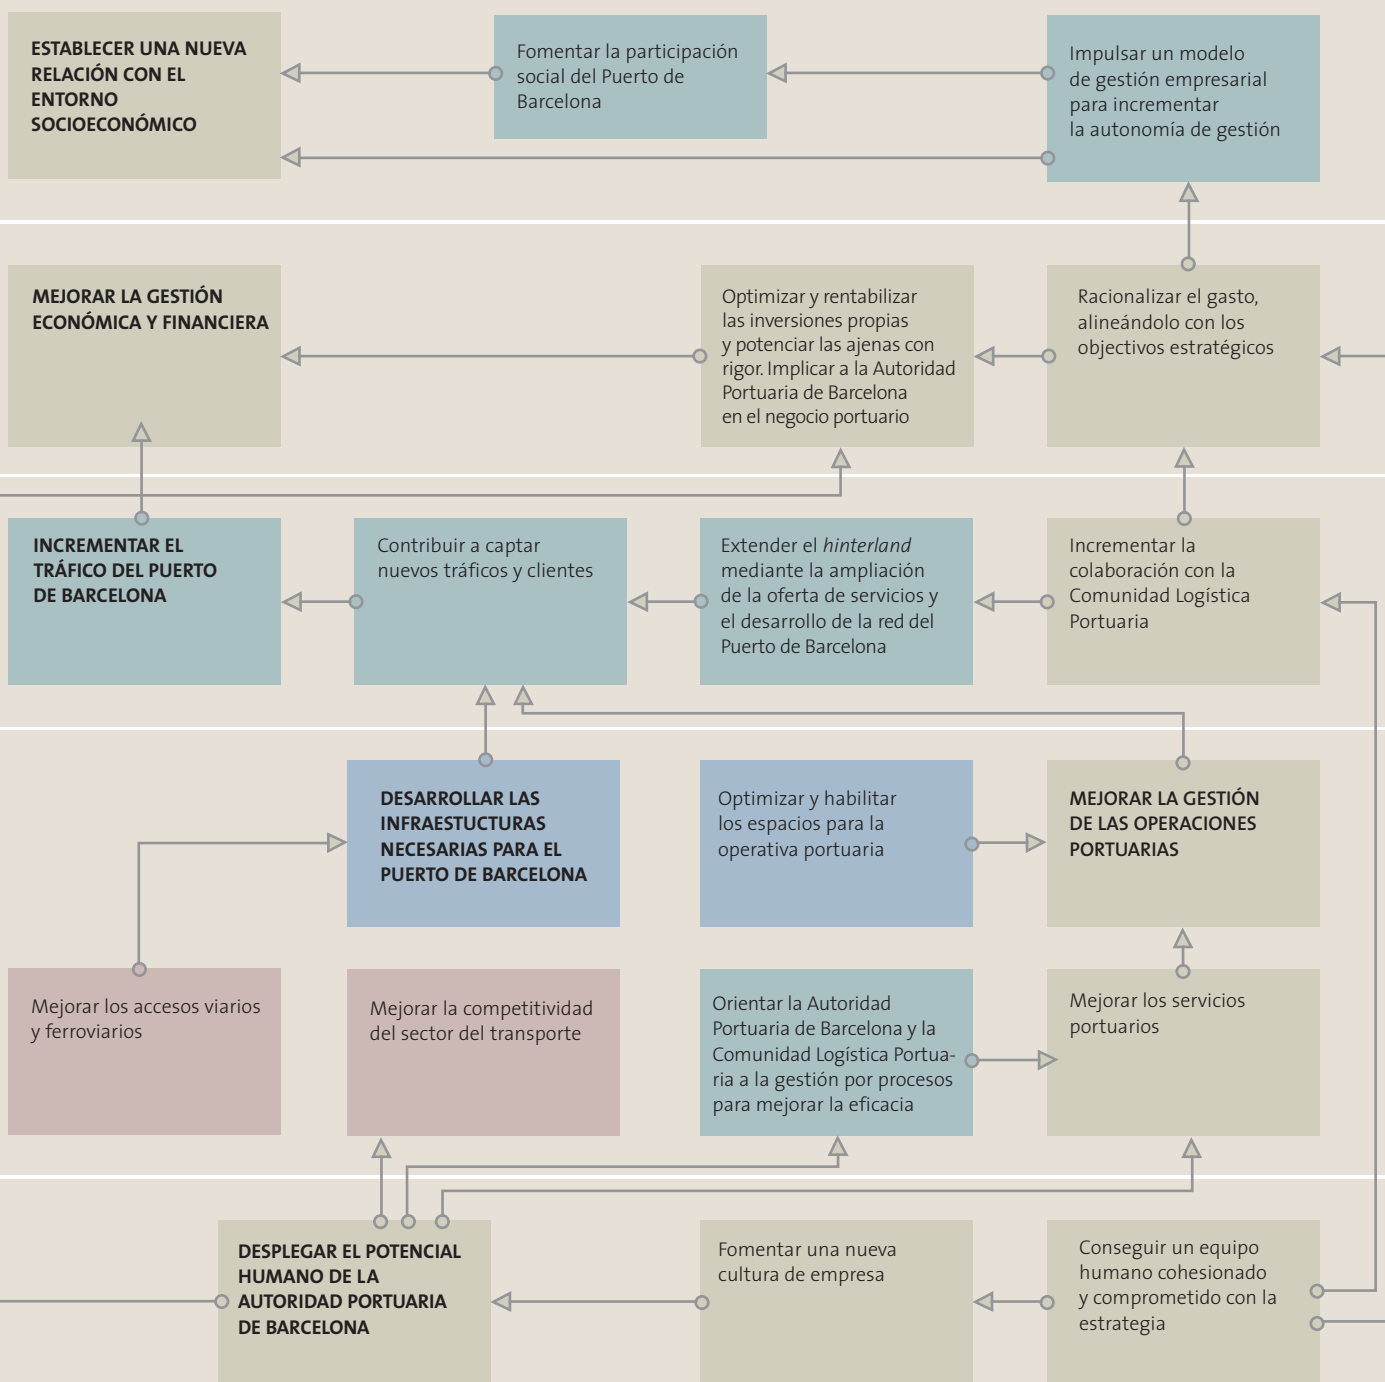 ESTABLECER UNA NUEVA
RELACIÓN CON EL
ENTORNO
SOCIOECONÓMICO
Fomentar la participación
social del Puerto de
Barcelona
Impulsar un modelo
de gestión empresarial
para incrementar
la autonomía de gestión
MEJORAR LA GESTIÓN
ECONÓMICA Y FINANCIERA
Optimizar y rentabilizar
las inversiones propias
y potenciar las ajenas con
rigor. Implicar a la Autoridad
Portuaria de Barcelona
en el negocio portuario
Racionalizar el gasto,
alineándolo con los
objectivos estratégicos
INCREMENTAR EL
TRÁFICO DEL PUERTO
DE BARCELONA
Contribuir a captar
nuevos tráficos y clientes
Extender el hinterland
mediante la ampliación
de la oferta de servicios y
el desarrollo de la red del
Puerto de Barcelona
Incrementar la
colaboración con la
Comunidad Logística
Portuaria
DESARROLLAR LAS
INFRAESTUCTURAS
NECESARIAS PARA EL
PUERTO DE BARCELONA
Optimizar y habilitar
los espacios para la
operativa portuaria
MEJORAR LA GESTIÓN
DE LAS OPERACIONES
PORTUARIAS
Mejorar los accesos viarios
y ferroviarios
Mejorar la competitividad
del sector del transporte
Orientar la Autoridad
Portuaria de Barcelona y la
Comunidad Logística Portua-
ria a la gestión por procesos
para mejorar la eficacia
Mejorar los servicios
portuarios
DESPLEGAR EL POTENCIAL
HUMANO DE LA
AUTORIDAD PORTUARIA
DE BARCELONA
Fomentar una nueva
cultura de empresa
Conseguir un equipo
humano cohesionado
y comprometido con la
estrategia